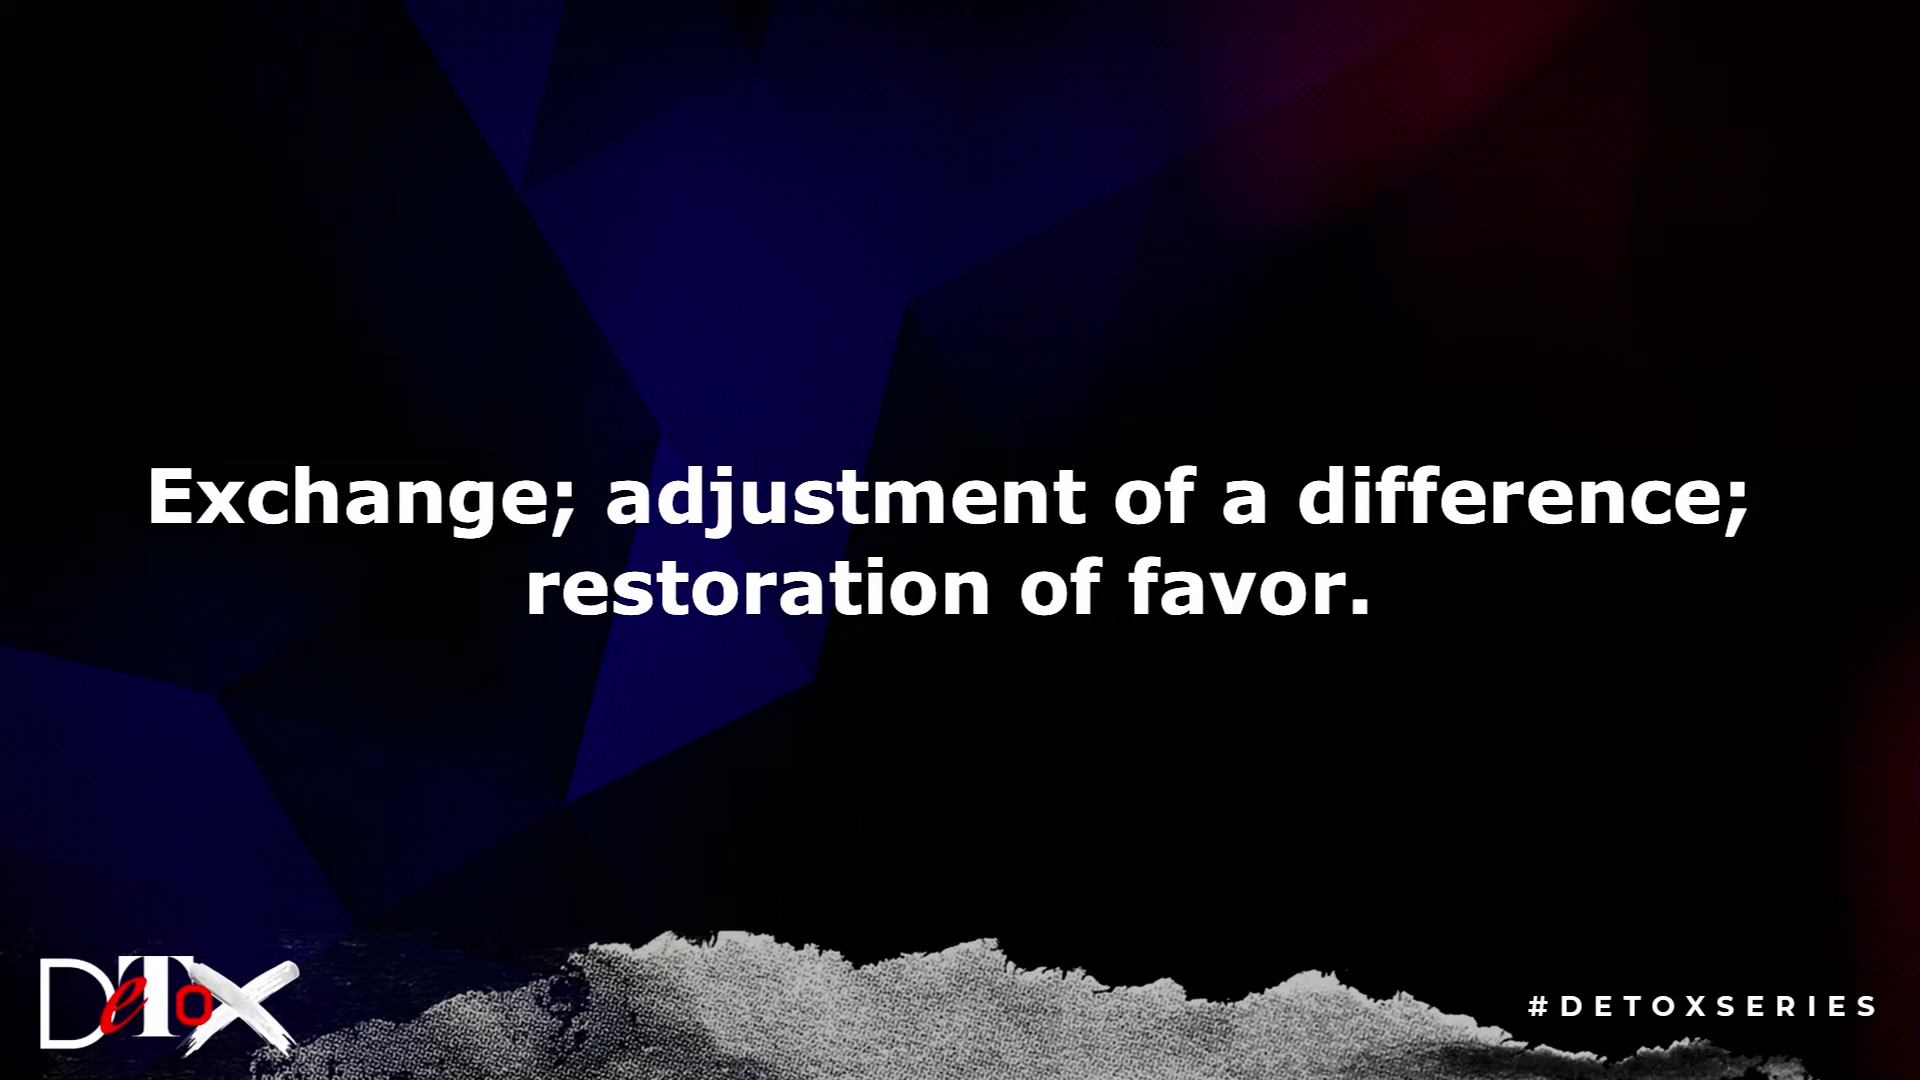 Exchange; adjustment of a difference;
restoration of favor.
DeToX
#DETOXSERIES